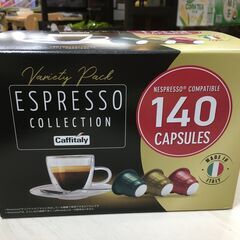 Variety Pack
ESPRESSO
COLLECTION
Caffitaly
NESPRESSO® COMPATIBLE
140
CAPSULES
MADE IN
ITALY